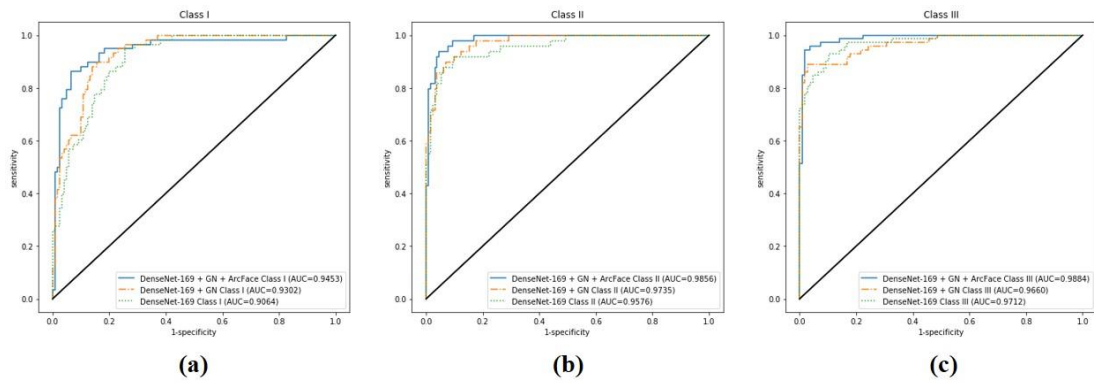 Class I
1.0
0.8
0.6
0.4
0.2
0.0
sensitivity
DenseNet-169 + GN + ArcFace Class I (AUC=0.9453)
DenseNet-169 + GN Class I (AUC=0.9302)
DenseNet-169 Class I (AUC=0.9064)
0.0 0.2 0.4 0.6 0.8 1.0
1-specificity
(a)
Class II
1.0
0.8
0.6
0.4
0.2
0.0
sensitivity
DenseNet-169 + GN + ArcFace Class II (AUC=0.9856)
DenseNet-169 + GN Class II (AUC=0.9735)
DenseNet-169 Class II (AUC=0.9576)
0.0 0.2 0.4 0.6 0.8 1.0
1-specificity
(b)
Class III
1.0
0.8
0.6
0.4
0.2
0.0
sensitivity
DenseNet-169 + GN + ArcFace Class III (AUC=0.9884)
DenseNet-169 + GN Class III (AUC=0.9660)
DenseNet-169 Class III (AUC=0.9712)
0.0 0.2 0.4 0.6 0.8 1.0
1-specificity
(c)